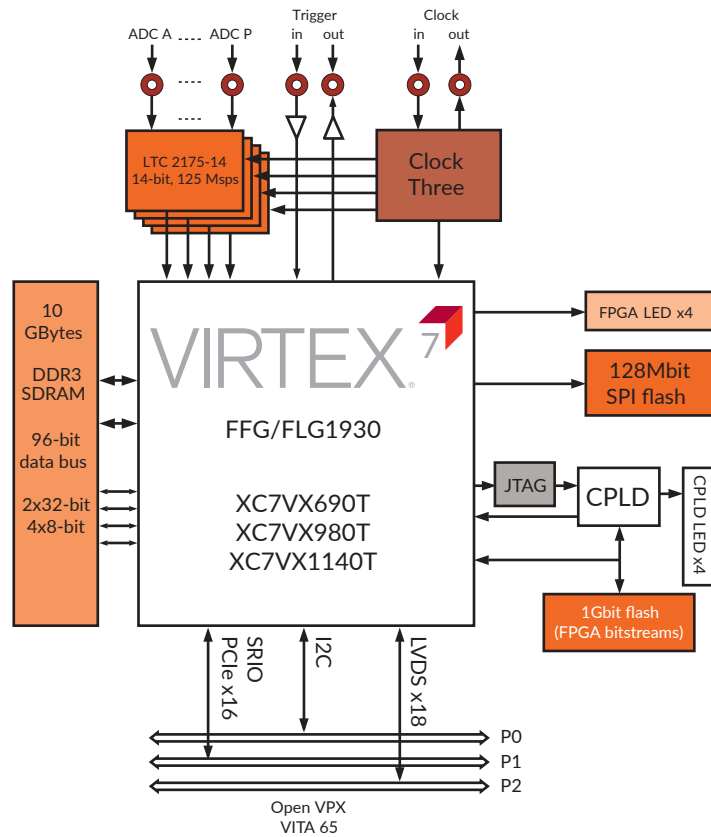 ADC A
ADC P
Trigger
in
out
Clock
in
out
LTC 2175-14
14-bit, 125 Msps
Clock
Three
10
GBytes
DDR3
SDRAM
96-bit
data bus
2x32-bit
4x8-bit
VIRTEX®
7
FFG/FLG1930
XC7VX690T
XC7VX980T
XC7VX1140T
FPGA LED x4
128Mbit
SPI flash
JTAG
CPLD
CPLD LED x4
1Gbit flash
(FPGA bitstreams)
SRIO
PCIe x16
I2C
LVDS x18
P0
P1
P2
Open VPX
VITA 65